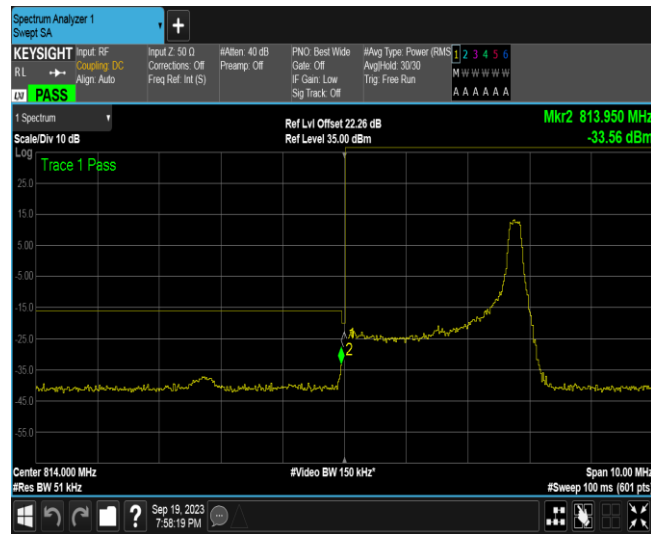 Spectrum Analyzer 1
Swept SA
+
KEYSIGHT Input: RF Input Z: 50 Ω #Atten: 40 dB PNO: Best Wide #Avg Type: Power (RMS 1 2 3 4 5 6
RL Coupling: DC Corrections: Off Preamp: Off Gate: Off Avg|Hold: 30/30 M W W W W W
Align: Auto Freq Ref: Int (S) IF Gain: Low Trig: Free Run
LXI PASS Sig Track: Off A A A A A A
1 Spectrum Ref Lvl Offset 22.26 dB Mkr2 813.950 MHz
Scale/Div 10 dB Ref Level 35.00 dBm -33.56 dBm
Log
Trace 1 Pass
25.0
15.0
5.00
-5.00
-15.0
-25.0
1
2
-35.0
-45.0
-55.0
Center 814.000 MHz #Video BW 150 kHz* Span 10.00 MHz
#Res BW 51 kHz #Sweep 100 ms (601 pts
? Sep 19, 2023
7:58:19 PM